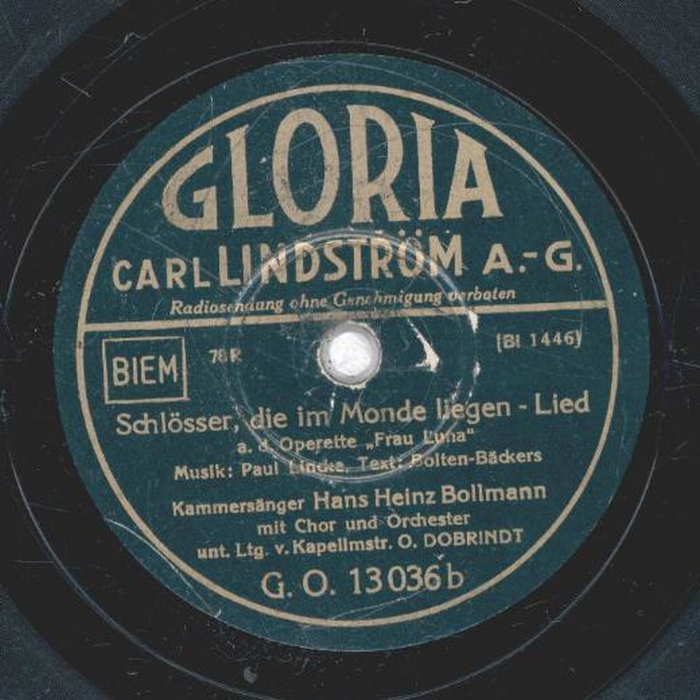 GLORIA
CARL LINDSTRÖM A.-G.
Radiosendung ohne Genehmigung verboten
BIEM 78R [BI 1446]
Schlösser, die im Monde liegen - Lied
a. d. Operette „Frau Luna“
Musik: Paul Lincke, Text: Bolten-Bäckers
Kammersänger Hans Heinz Bollmann
mit Chor und Orchester
unt. Ltg. v. Kapellmstr. O. DOBRINDT
G. O. 13036b